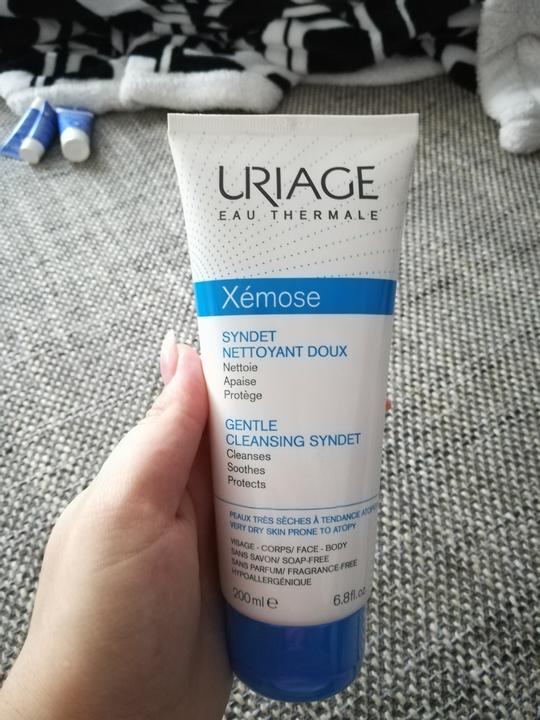 URIAGE
EAU THERMALE
Xémose
SYNDET
NETTOYANT DOUX
Nettoie
Apaise
Protège
GENTLE
CLEANSING SYNDET
Cleanses
Soothes
Protects
PEAUX TRÈS SÈCHES À TENDANCE
VERY DRY SKIN PRONE TO ATOPY
VISAGE - CORPS/ FACE - BODY
SANS SAVON/ SOAP-FREE
SANS PARFUM/ FRAGRANCE-FREE
HYPOALLERGÉNIQUE
200 ml ℮ 6.8fl.oz